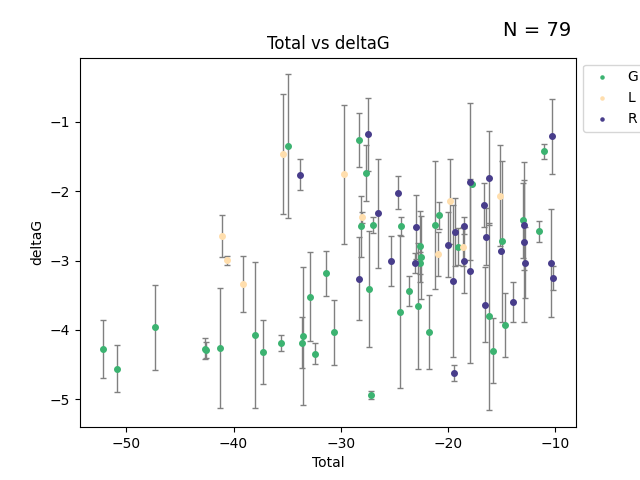 N = 79
Total vs deltaG
G
L
R
−1
−2
−3
−4
−5
deltaG
−50
−40
−30
−20
−10
Total